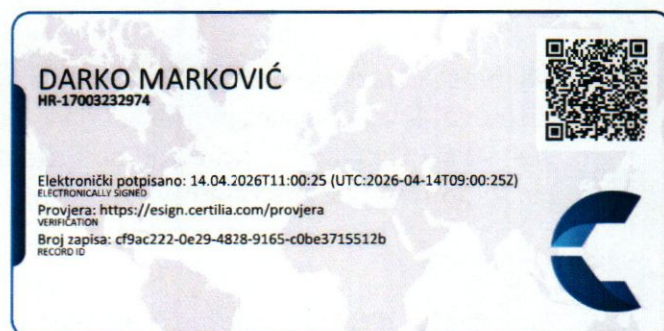 DARKO MARKOVIĆ
HR-17003232974
Elektronički potpisano: 14.04.2026T11:00:25 (UTC:2026-04-14T09:00:25Z)
ELECTRONICALLY SIGNED
Provjera: https://esign.certilia.com/provjera
VERIFICATION
Broj zapisa: cf9ac222-0e29-4828-9165-c0be3715512b
RECORD ID